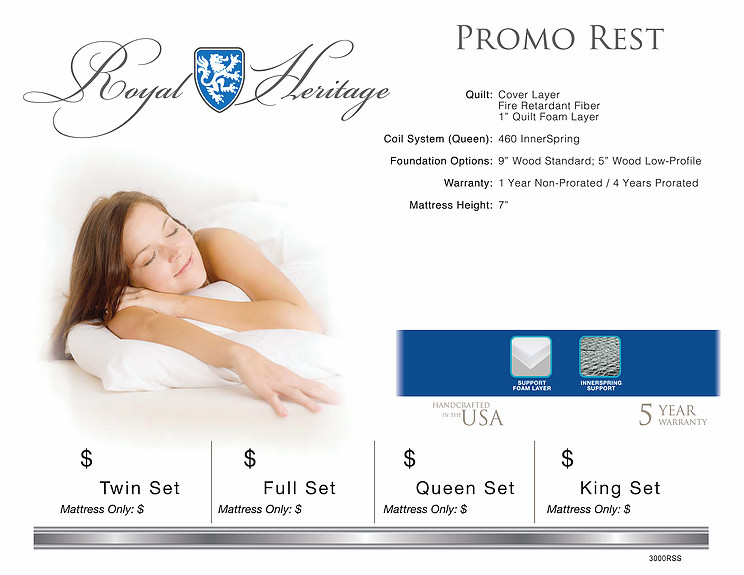 Royal Heritage
PROMO REST
Quilt: Cover Layer
Fire Retardant Fiber
1” Quilt Foam Layer
Coil System (Queen): 460 InnerSpring
Foundation Options: 9” Wood Standard; 5” Wood Low-Profile
Warranty: 1 Year Non-Prorated / 4 Years Prorated
Mattress Height: 7”
SUPPORT
FOAM LAYER
INNERSPRING
SUPPORT
HANDCRAFTED
IN THE USA
5 YEAR
WARRANTY
$
Twin Set
Mattress Only: $
$
Full Set
Mattress Only: $
$
Queen Set
Mattress Only: $
$
King Set
Mattress Only: $
3000RSS